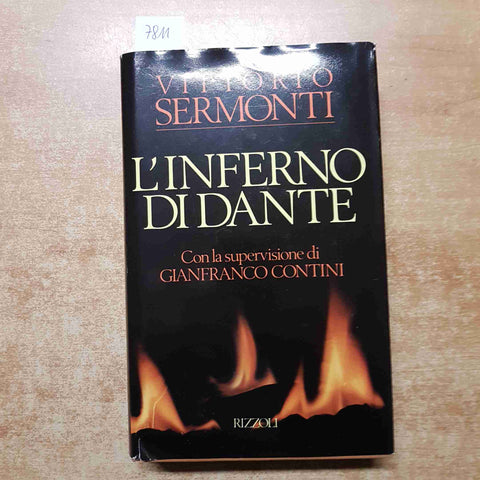 7811
VITTORIO
SERMONTI
L'INFERNO
DI DANTE
Con la supervisione di
GIANFRANCO CONTINI
RIZZOLI